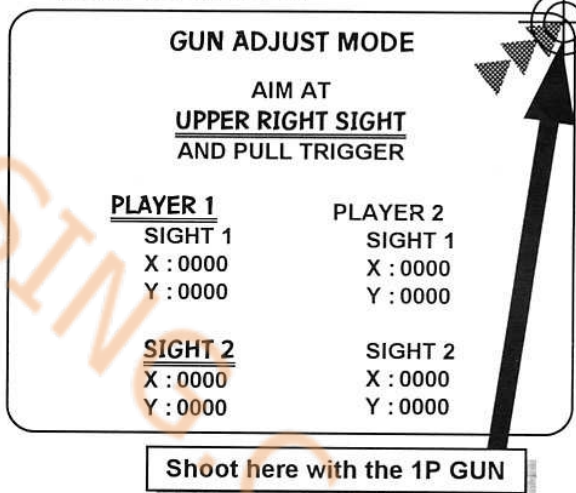 GUN ADJUST MODE
AIM AT
UPPER RIGHT SIGHT
AND PULL TRIGGER
PLAYER 1
SIGHT 1
X : 0000
Y : 0000
SIGHT 2
X : 0000
Y : 0000
PLAYER 2
SIGHT 1
X : 0000
Y : 0000
SIGHT 2
X : 0000
Y : 0000
Shoot here with the 1P GUN
SING.C